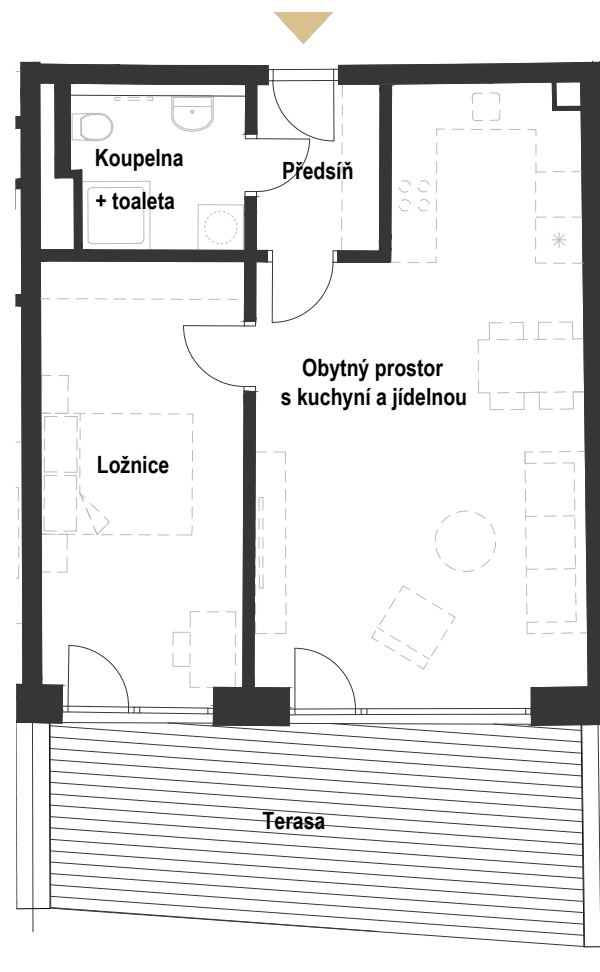 Koupelna
+ toaleta
Předsíň
Obytný prostor
s kuchyní a jídelnou
Ložnice
Terasa